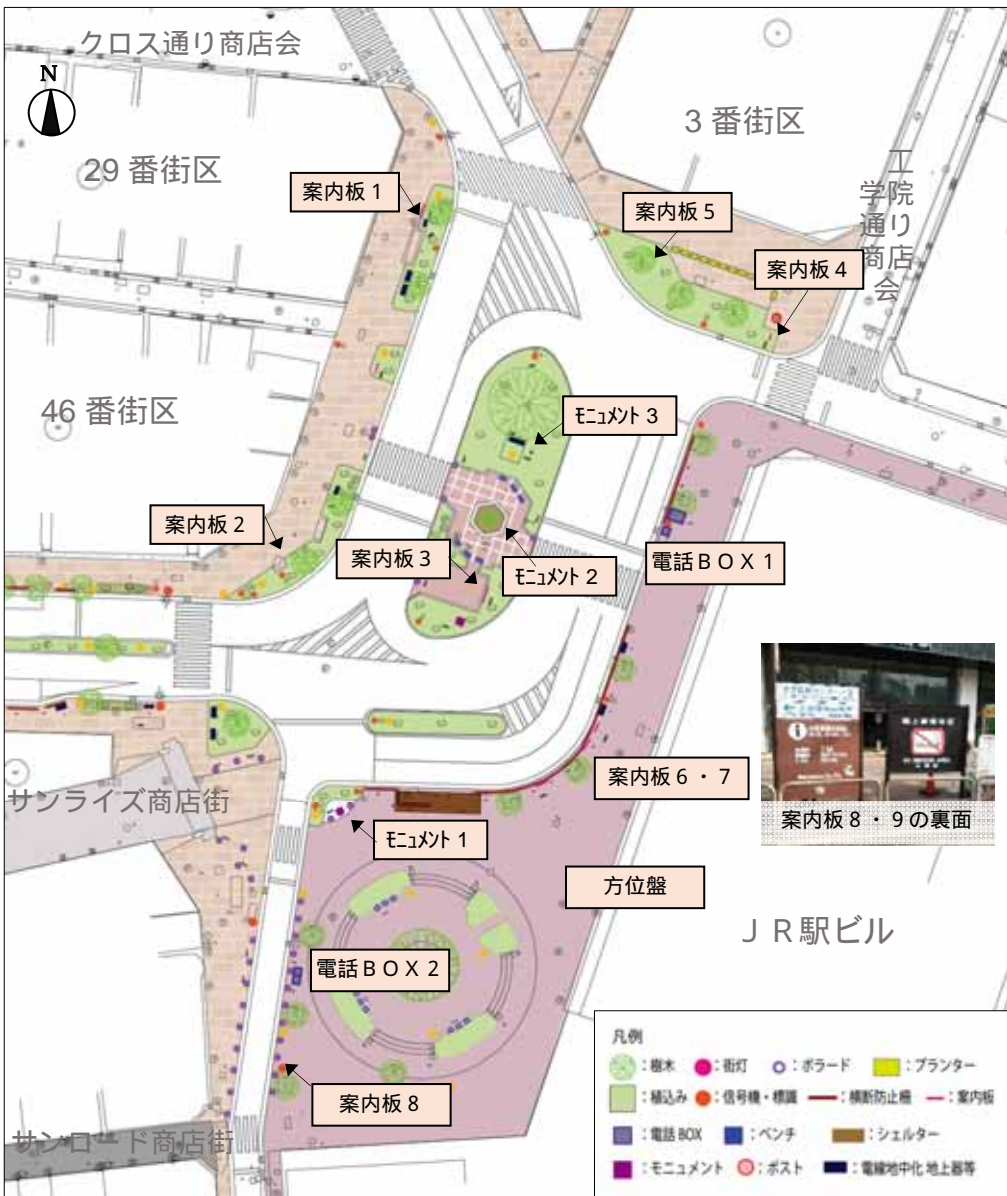 クロス通り商店会
N
3 番街区
29 番街区
工学院通り商店会
案内板 1
案内板 5
案内板 4
46 番街区
モニュメント 3
案内板 2
案内板 3
モニュメント 2
電話ＢＯＸ 1
案内板 6 ・ 7
案内板 8 ・ 9 の裏面
サンライズ商店街
モニュメント 1
方位盤
ＪＲ駅ビル
電話ＢＯＸ 2
案内板 8
サンロード商店街
凡例
：樹木 ：街灯 ：ボラード ：プランター
：植込み ：信号機・標識 ：横断防止柵 ：案内板
：電話 BOX ：ベンチ ：シェルター
：モニュメント ：ポスト ：電線地中化 地上器等